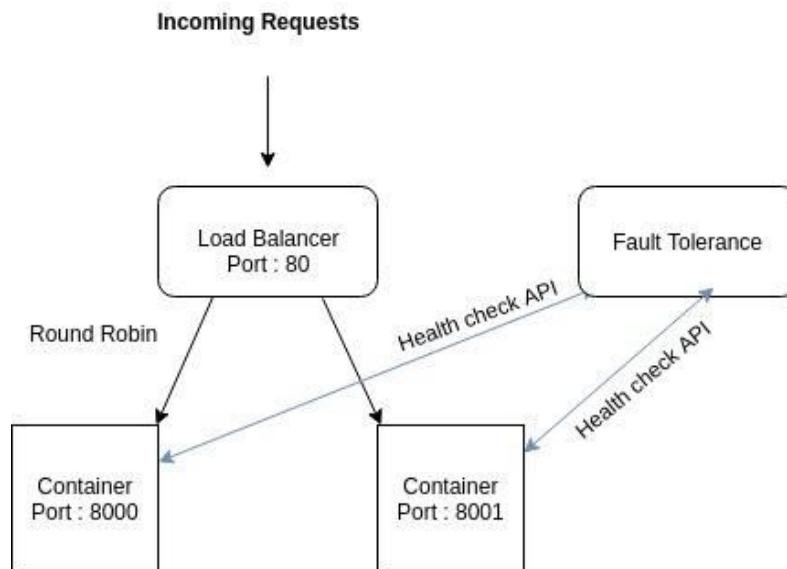 Incoming Requests
Load Balancer
Port : 80
Fault Tolerance
Health check API
Round Robin
Health check API
Container
Port : 8000
Container
Port : 8001